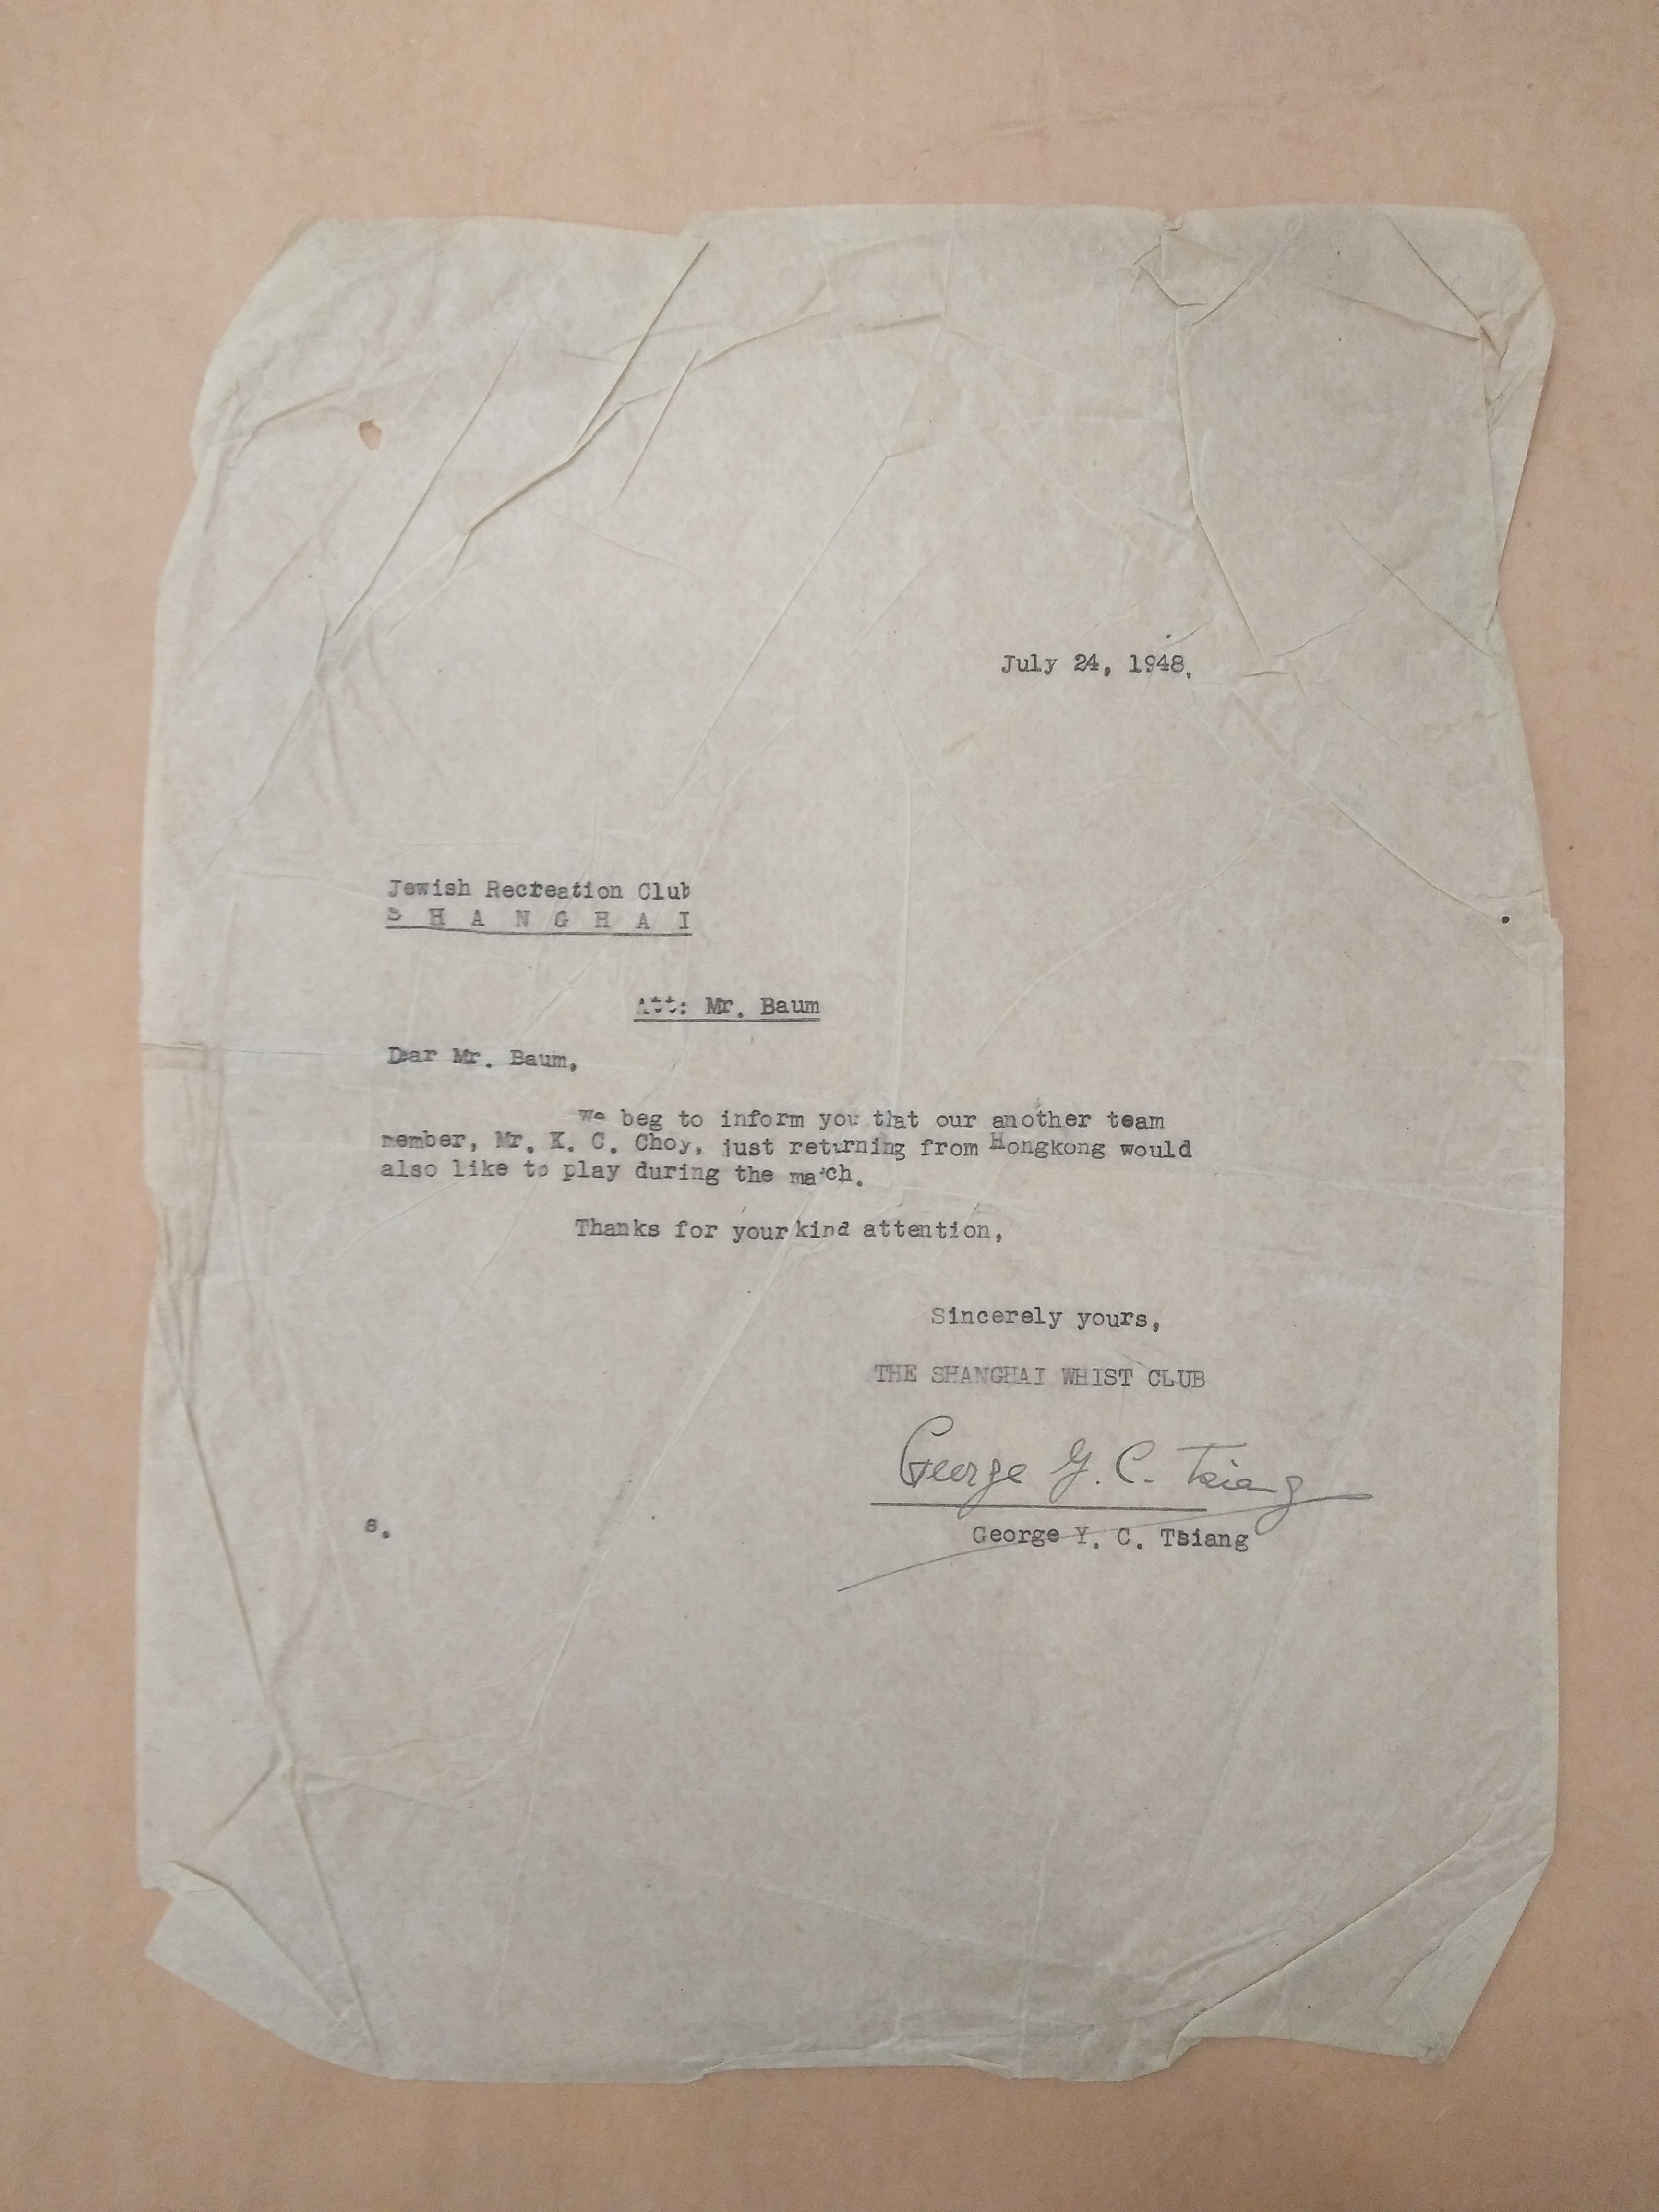 July 24, 1948.
Jewish Recreation Club
S H A N G H A I
Att: Mr. Baum
Dear Mr. Baum,
We beg to inform you that our another team
member, Mr. K. C. Choy, just returning from Hongkong would
also like to play during the match.
Thanks for your kind attention,
Sincerely yours,
THE SHANGHAI WHIST CLUB
George Y. C. Tsiang
George Y. C. Tsiang
s.